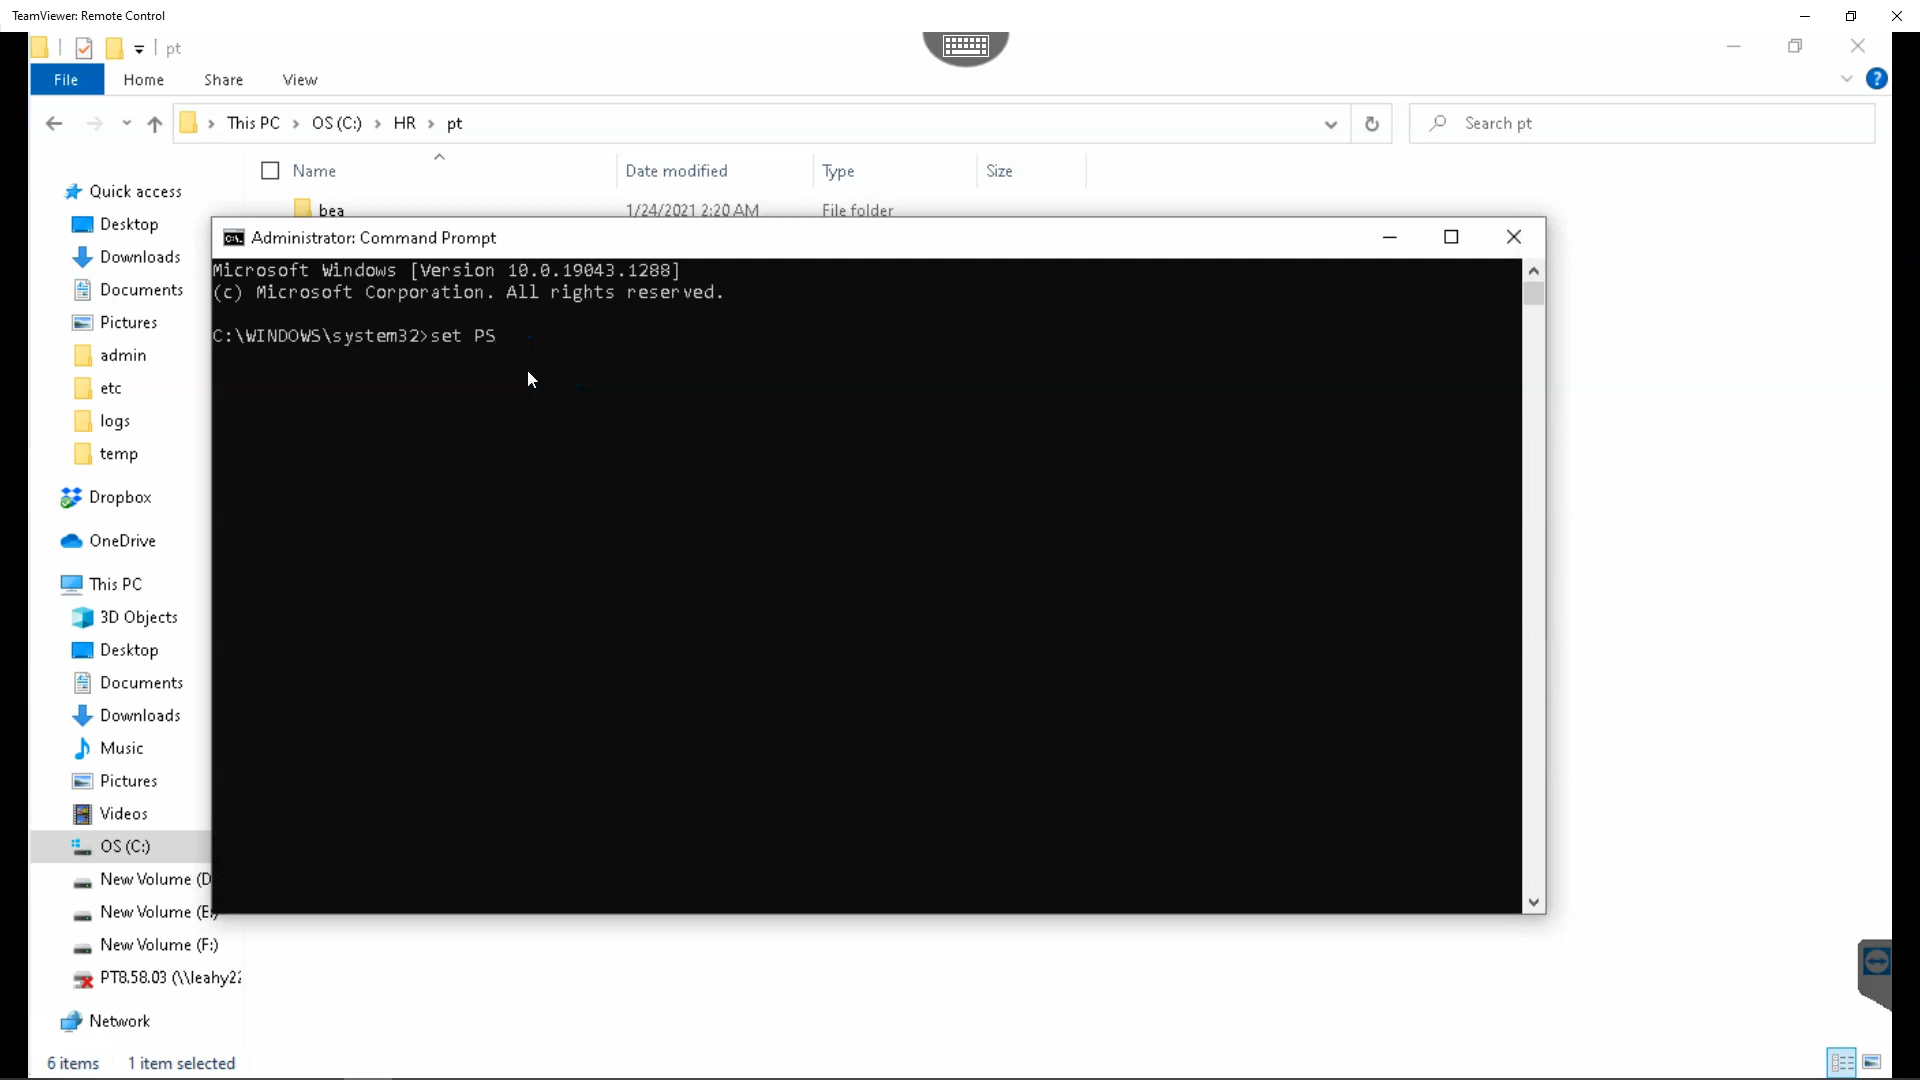 TeamViewer: Remote Control
pt
File Home Share View
This PC > OS (C:) > HR > pt
Search pt
Name Date modified Type Size
bea 1/24/2021 2:20 AM File folder
Quick access
Desktop
Downloads
Documents
Pictures
admin
etc
logs
temp
Dropbox
OneDrive
This PC
3D Objects
Desktop
Documents
Downloads
Music
Pictures
Videos
OS (C:)
New Volume (D
New Volume (E:)
New Volume (F:)
PT8.58.03 (\\leahy22
Network
6 items 1 item selected
Administrator: Command Prompt
Microsoft Windows [Version 10.0.19043.1288]
(c) Microsoft Corporation. All rights reserved.
C:\WINDOWS\system32>set PS